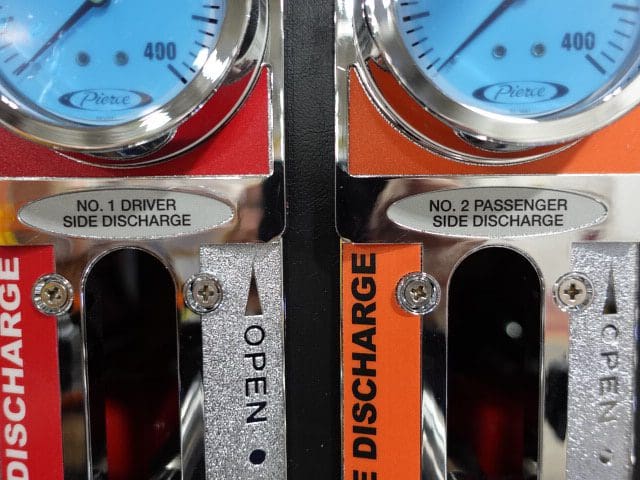 400
Pierce
400
Pierce
NO. 1 DRIVER
SIDE DISCHARGE
NO. 2 PASSENGER
SIDE DISCHARGE
DISCHARGE
OPEN
E DISCHARGE
OPEN